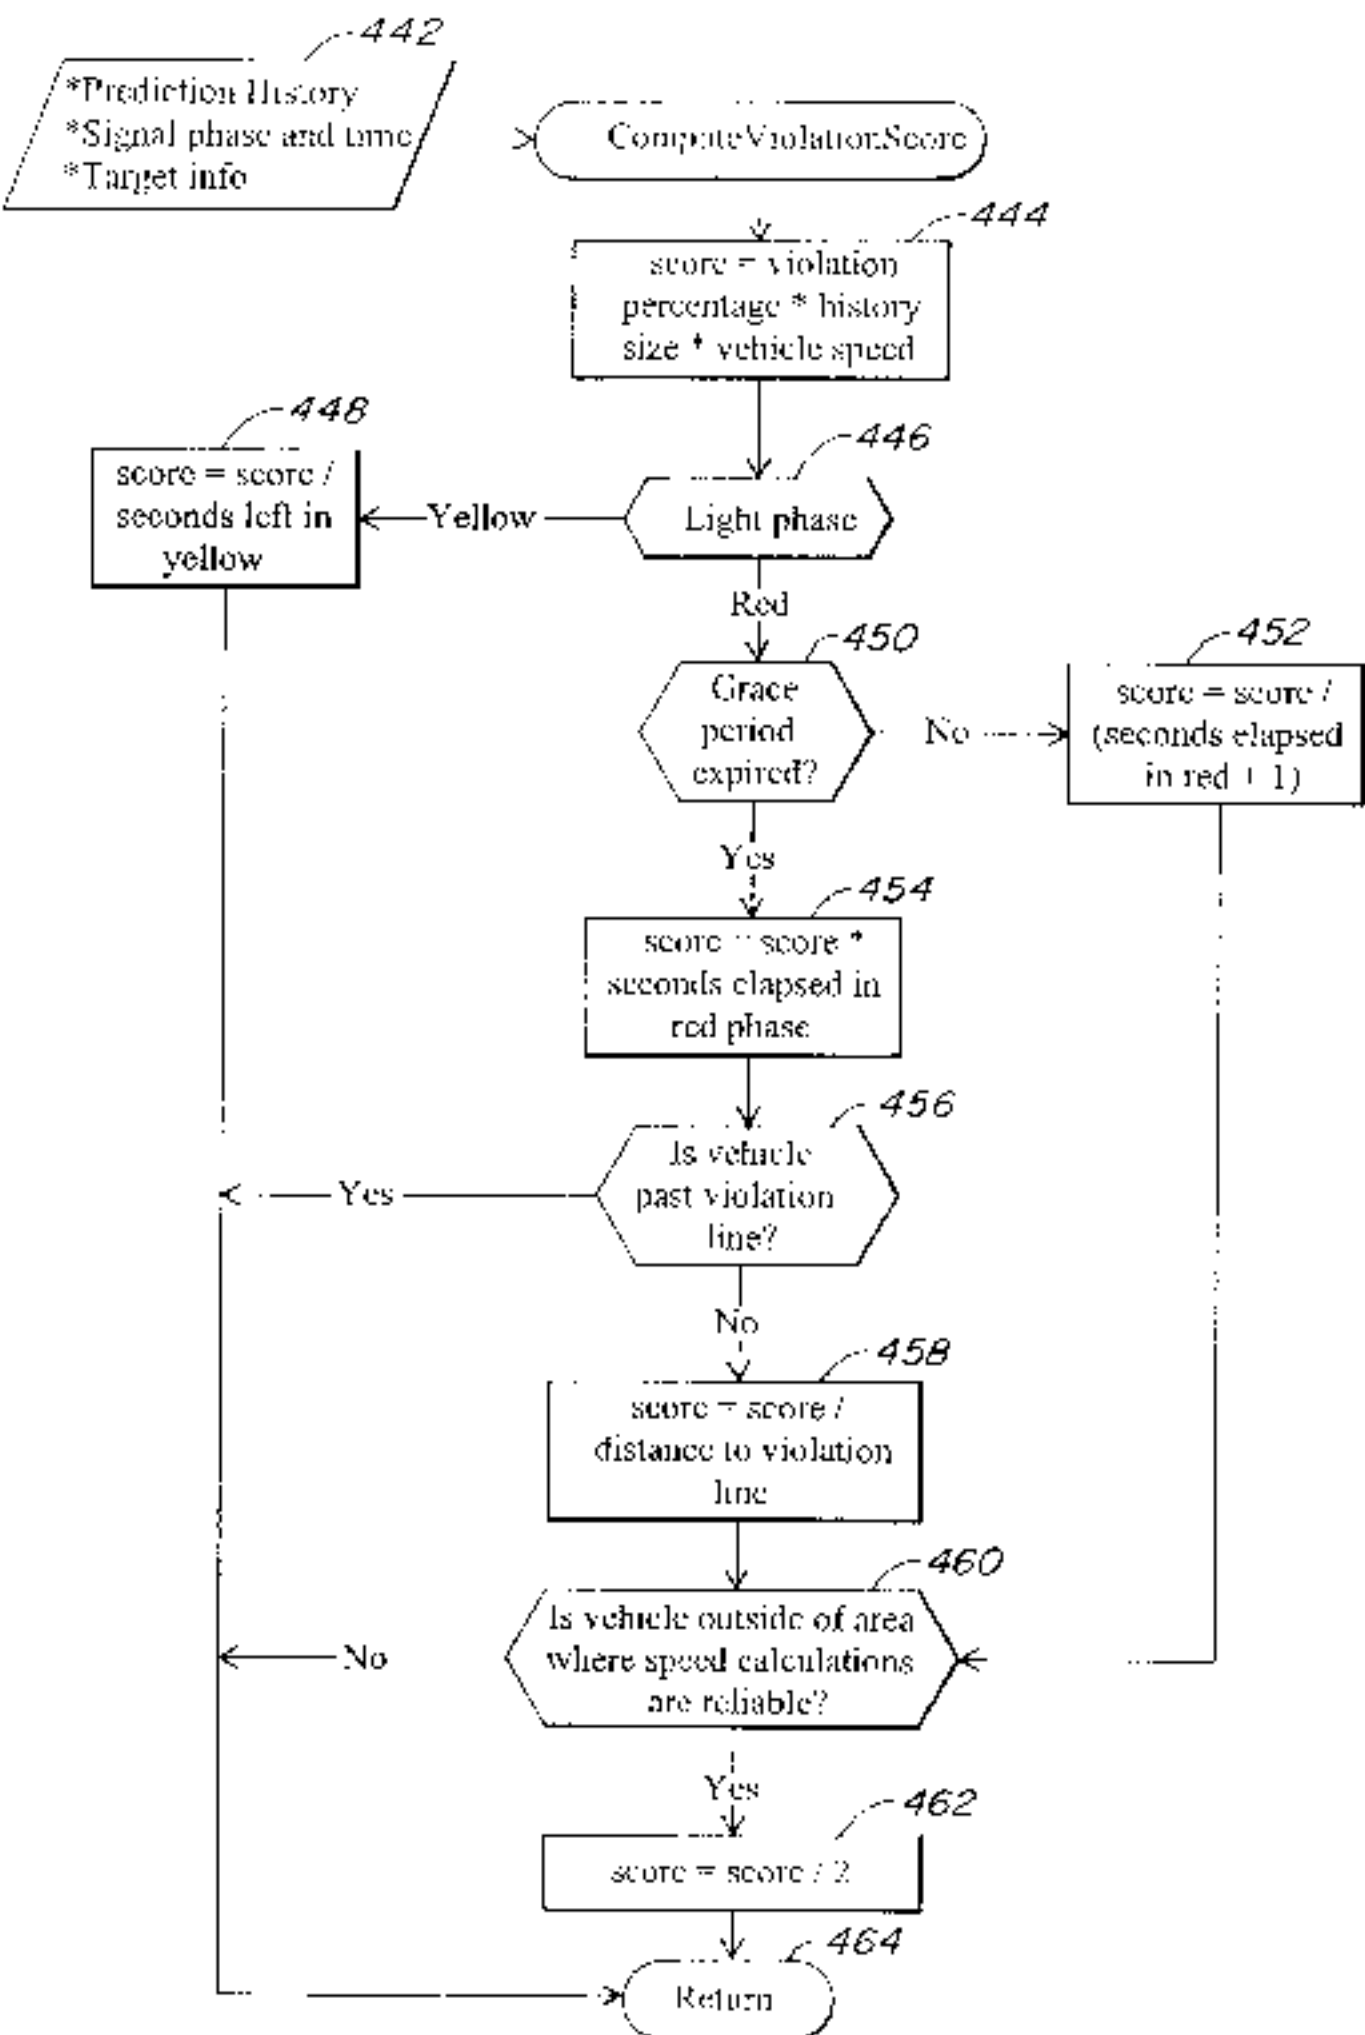 442
*Prediction History
*Signal phase and time
*Target info
ComputeViolationScore
444
score = violation
percentage * history
size * vehicle speed
448
score = score /
seconds left in
yellow
446
Yellow
Light phase
Red
450
Grace
period
expired?
No
452
score = score /
(seconds elapsed
in red + 1)
Yes
454
score = score *
seconds elapsed in
red phase
456
Is vehicle
past violation
line?
Yes
No
458
score = score /
distance to violation
line
460
Is vehicle outside of area
where speed calculations
are reliable?
No
Yes
462
score = score / 2
464
Return